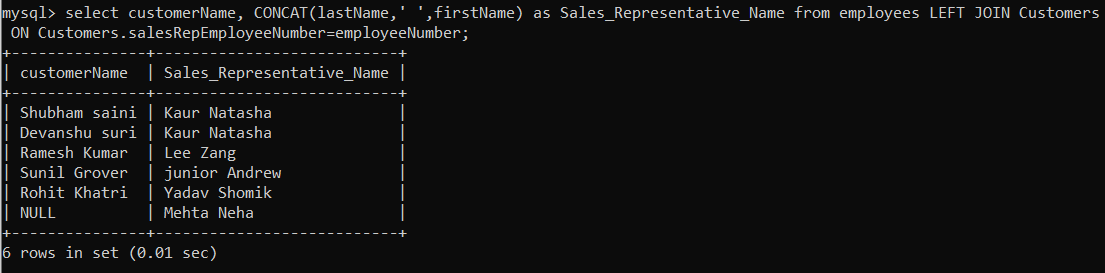 mysql> select customerName, CONCAT(lastName,' ',firstName) as Sales_Representative_Name from employees LEFT JOIN Customers
 ON Customers.salesRepEmployeeNumber=employeeNumber;
+---------------+---------------------------+
| customerName  | Sales_Representative_Name |
+---------------+---------------------------+
| Shubham saini | Kaur Natasha              |
| Devanshu suri | Kaur Natasha              |
| Ramesh Kumar  | Lee Zang                  |
| Sunil Grover  | junior Andrew             |
| Rohit Khatri  | Yadav Shomik              |
| NULL          | Mehta Neha                |
+---------------+---------------------------+
6 rows in set (0.01 sec)